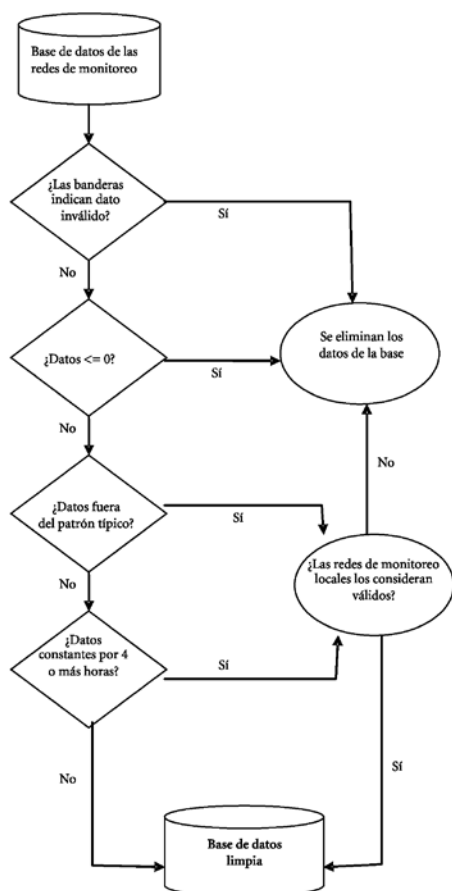 Base de datos de las
redes de monitoreo
¿Las banderas
indican dato
inválido?
Sí
No
Se eliminan los
datos de la base
¿Datos <= 0?
Sí
No
No
¿Datos fuera
del patrón típico?
Sí
¿Las redes de monitoreo
locales los consideran
válidos?
No
¿Datos
constantes por 4
o más horas?
Sí
No
Sí
Base de datos
limpia